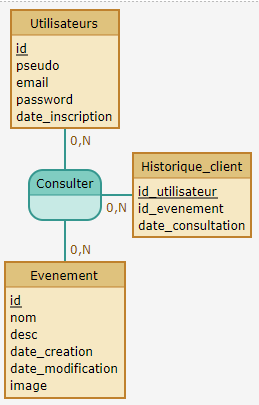 Utilisateurs
id
pseudo
email
password
date_inscription
0,N
Consulter
0,N
Historique_client
id_utilisateur
id_evenement
date_consultation
0,N
Evenement
id
nom
desc
date_creation
date_modification
image